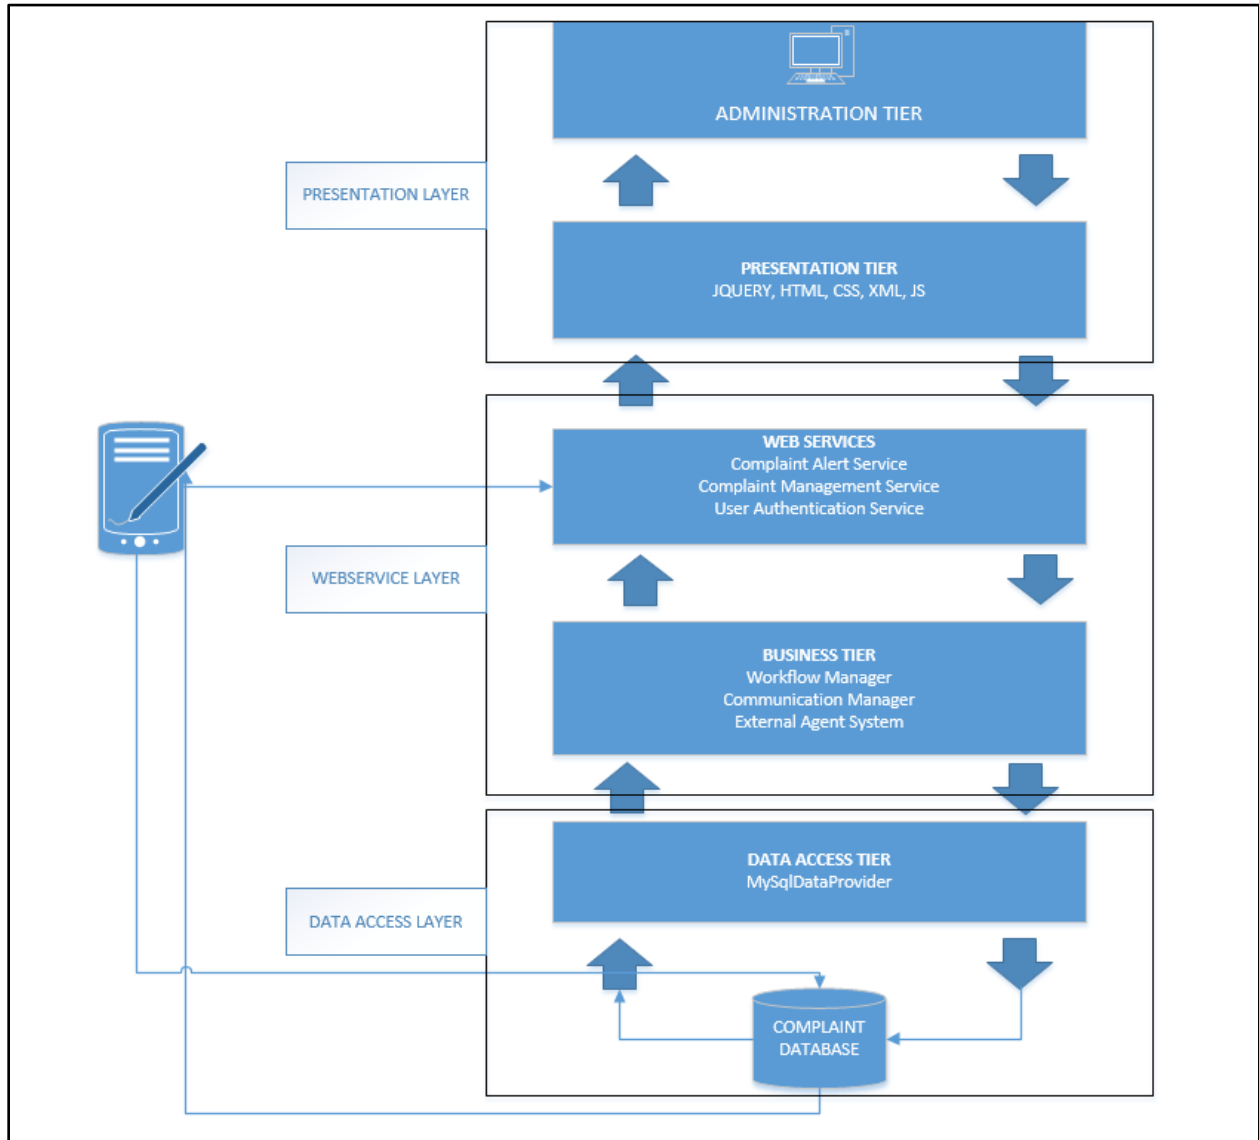 ADMINISTRATION TIER
PRESENTATION LAYER
PRESENTATION TIER
JQUERY, HTML, CSS, XML, JS
WEB SERVICES
Complaint Alert Service
Complaint Management Service
User Authentication Service
WEBSERVICE LAYER
BUSINESS TIER
Workflow Manager
Communication Manager
External Agent System
DATA ACCESS TIER
MySqlDataProvider
DATA ACCESS LAYER
COMPLAINT
DATABASE